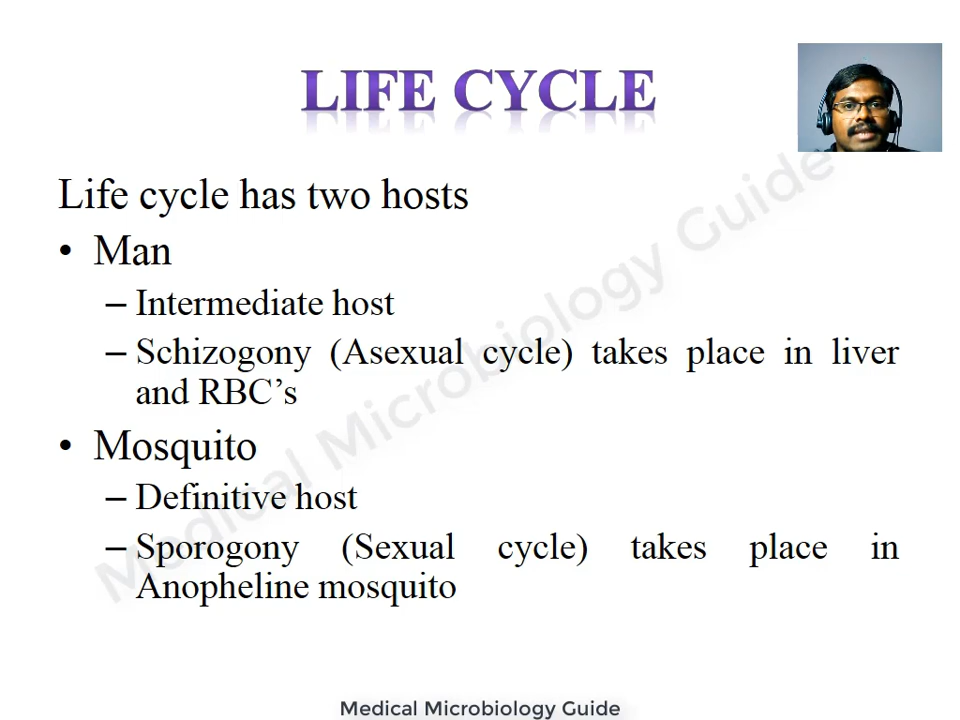 LIFE CYCLE
Life cycle has two hosts
• Man
– Intermediate host
– Schizogony (Asexual cycle) takes place in liver
and RBC’s
• Mosquito
– Definitive host
– Sporogony (Sexual cycle) takes place in
Anopheline mosquito
Medical Microbiology Guide
Medical Microbiology Guide